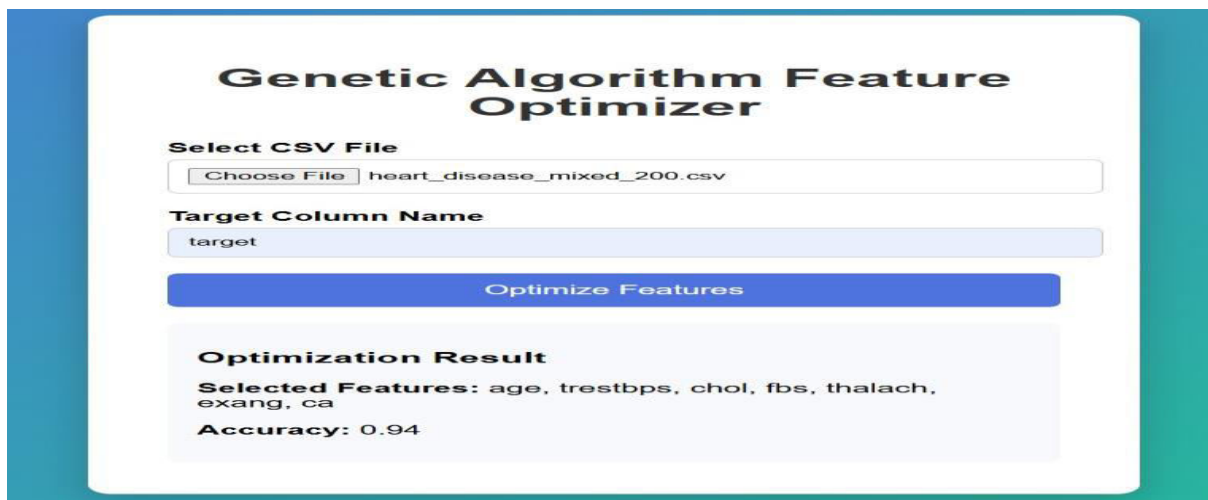 Genetic Algorithm Feature
Optimizer
Select CSV File
Choose File heart_disease_mixed_200.csv
Target Column Name
target
Optimize Features
Optimization Result
Selected Features: age, trestbps, chol, fbs, thalach,
exang, ca
Accuracy: 0.94